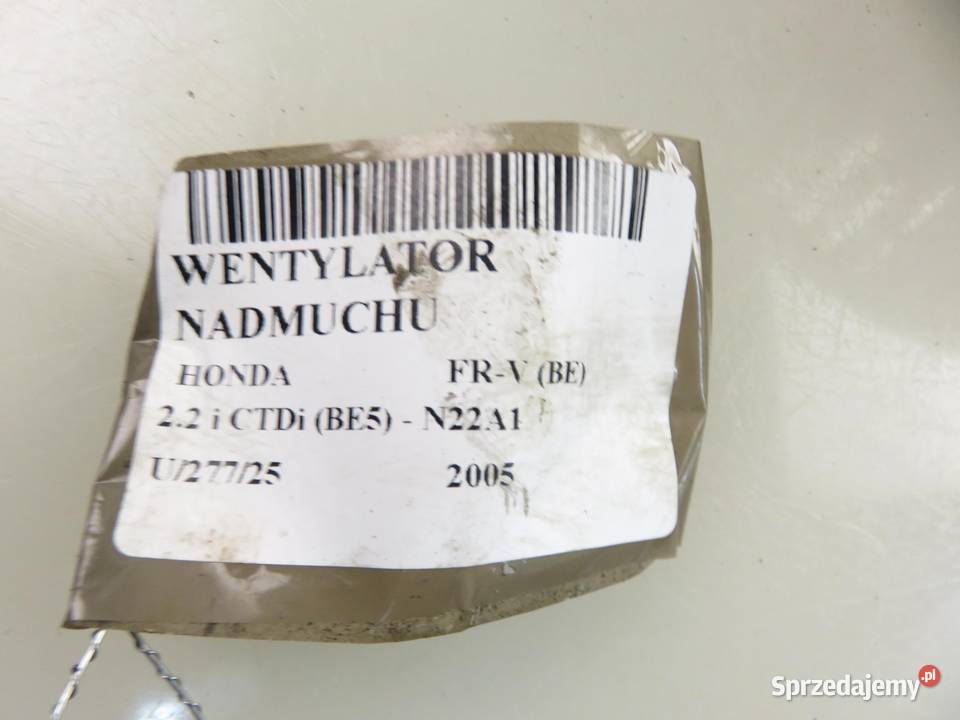 WENTYLATOR
NADMUCHU
HONDA FR-V (BE)
2.2 i CTDi (BE5) - N22A1
U/277/25 2005
Sprzedajemy.pl